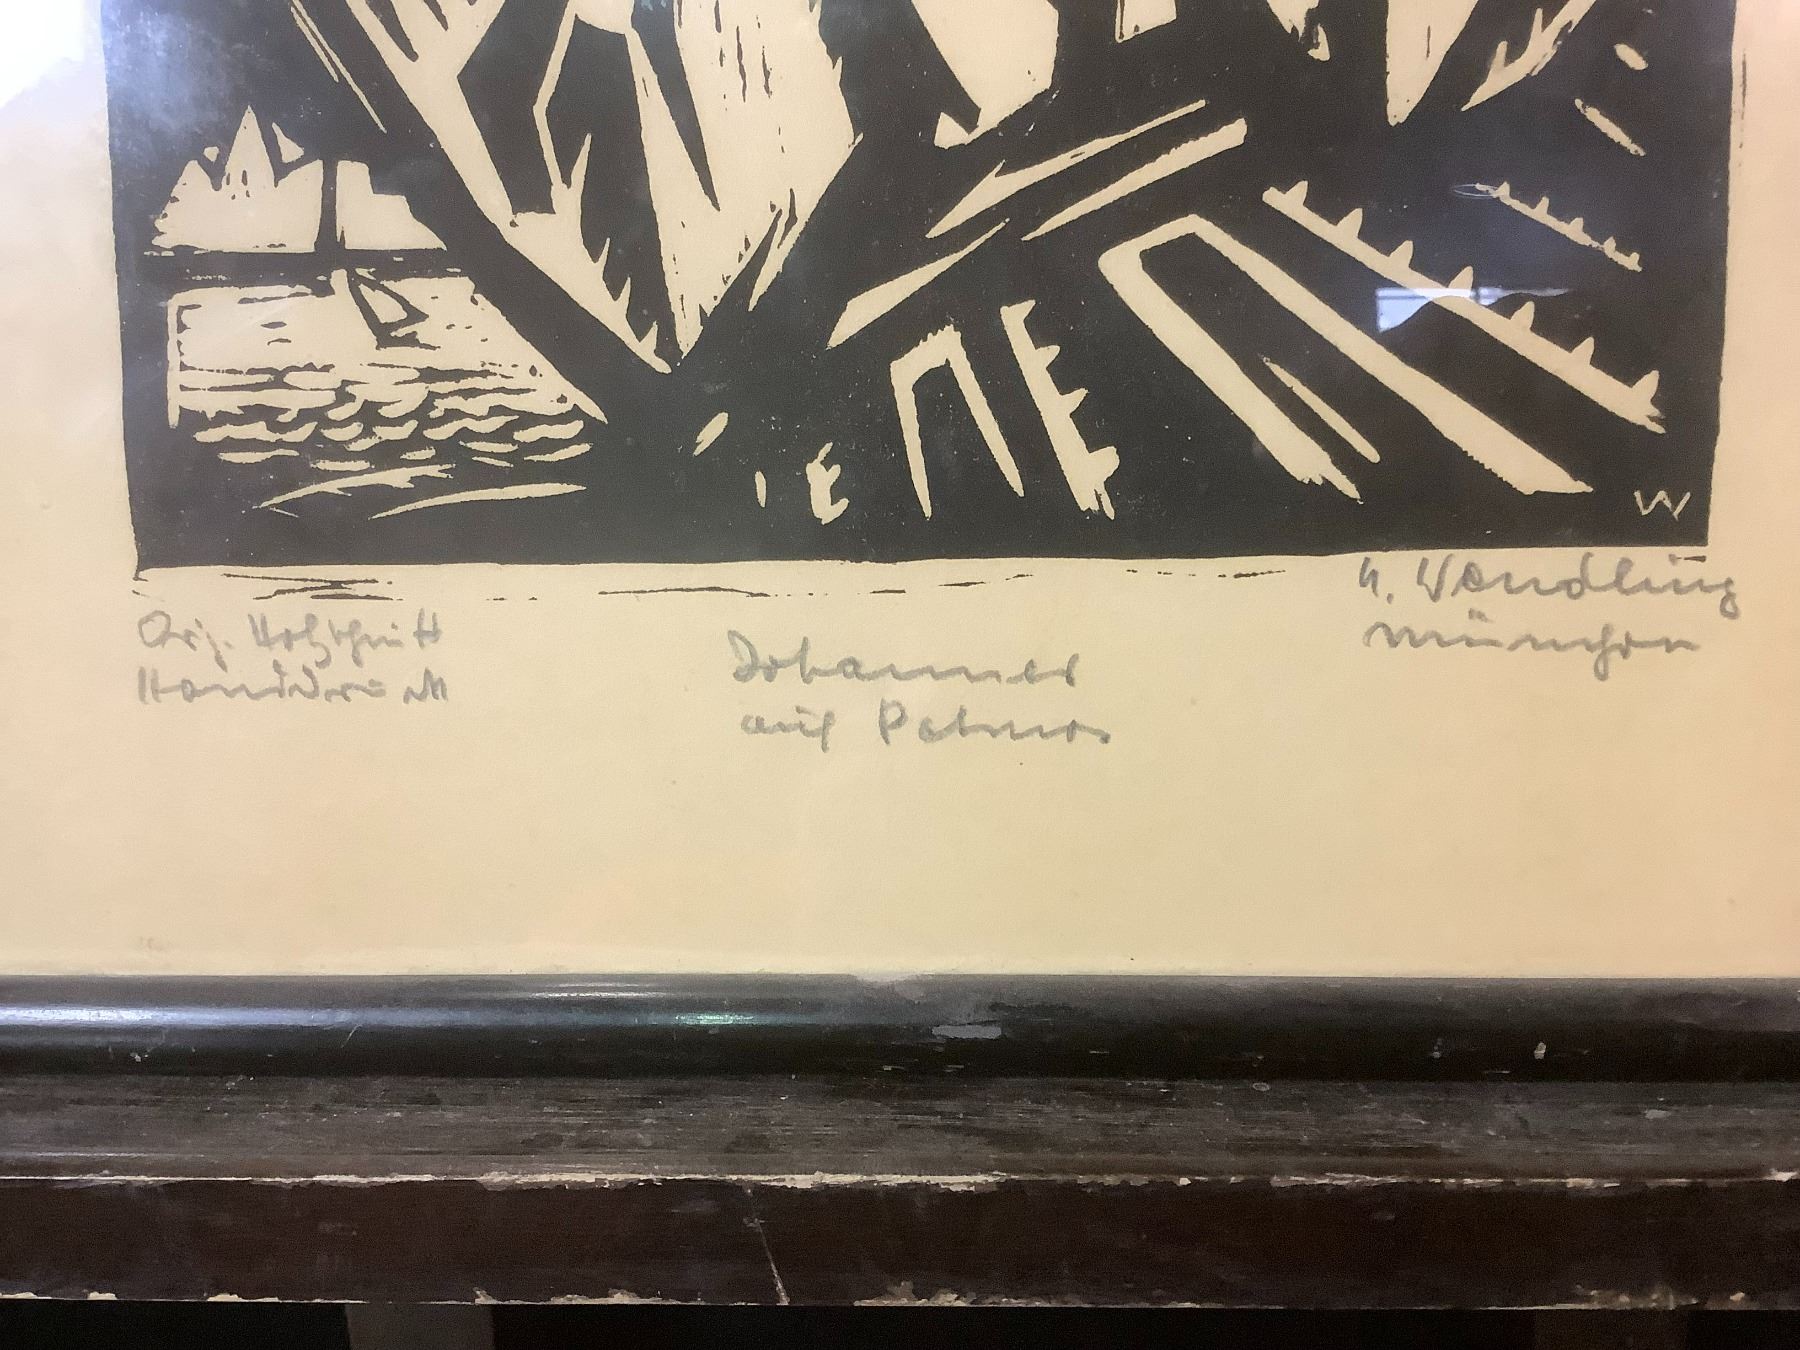 W
Orig. Holzschnitt
Handdruck
Johannes
auf Patmos
H. Wendling
München